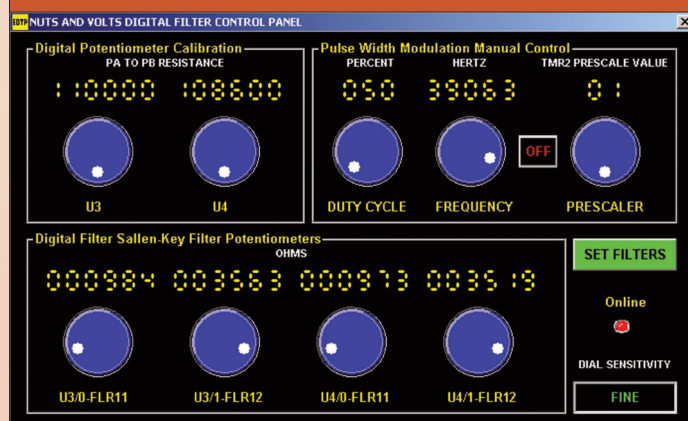 EDTP NUTS AND VOLTS DIGITAL FILTER CONTROL PANEL
Digital Potentiometer Calibration
PA TO PB RESISTANCE
110000 108600
U3 U4
Pulse Width Modulation Manual Control
PERCENT HERTZ TMR2 PRESCALE VALUE
050 39063 01
OFF
DUTY CYCLE FREQUENCY PRESCALER
Digital Filter Sallen-Key Filter Potentiometers
OHMS
000984 003563 000973 003519
U3/0-FLR11 U3/1-FLR12 U4/0-FLR11 U4/1-FLR12
SET FILTERS
Online
DIAL SENSITIVITY
FINE